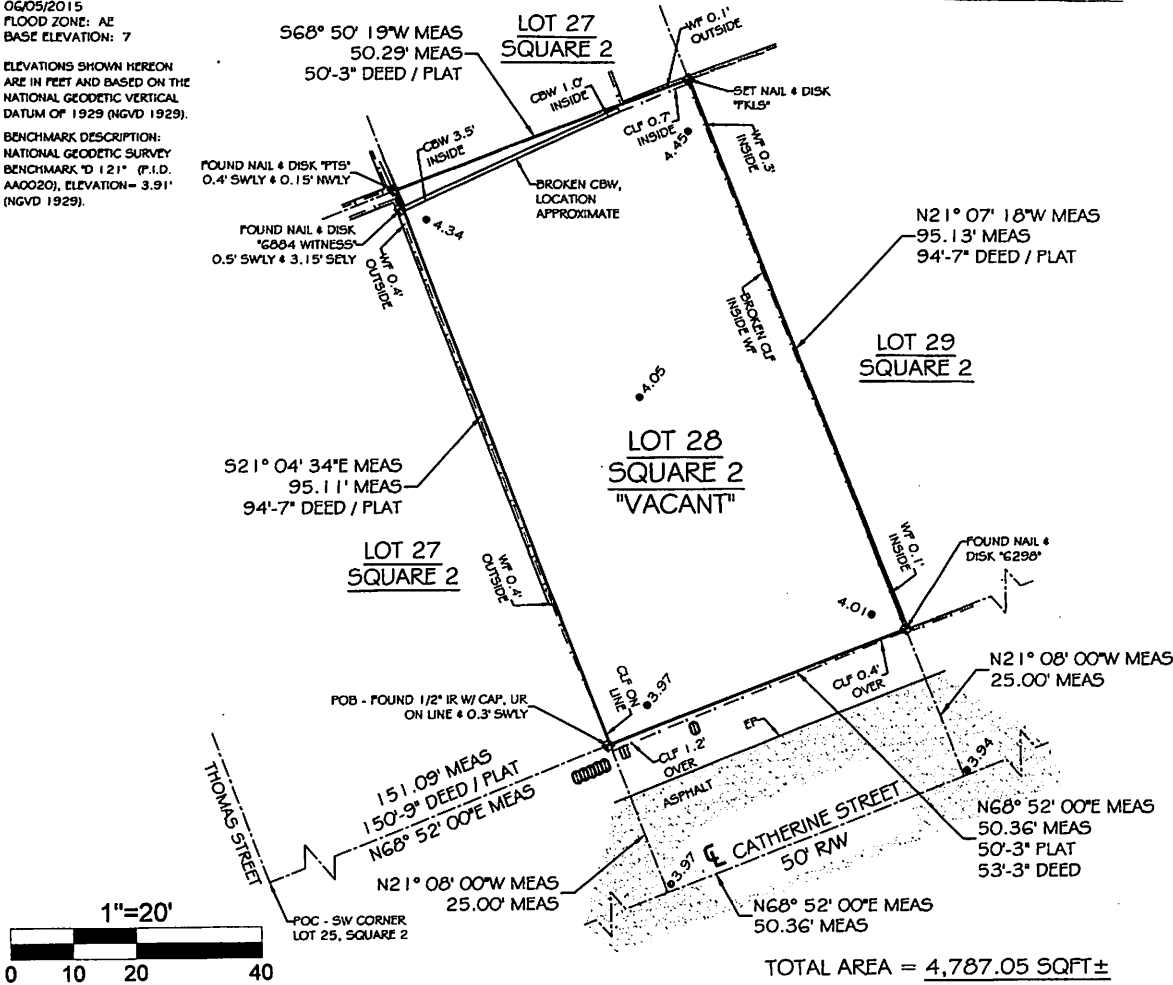 06/05/2015
FLOOD ZONE: AE
BASE ELEVATION: 7
ELEVATIONS SHOWN HEREON
ARE IN FEET AND BASED ON THE
NATIONAL GEODETIC VERTICAL
DATUM OF 1929 (NGVD 1929).
BENCHMARK DESCRIPTION:
NATIONAL GEODETIC SURVEY
BENCHMARK "D 121" (P.I.D.
AA0020), ELEVATION= 3.91'
(NGVD 1929).
S68° 50' 19"W MEAS
50.29' MEAS
50'-3" DEED / PLAT
LOT 27
SQUARE 2
WF 0.1'
OUTSIDE
CBW 1.0'
INSIDE
CLF 0.7'
INSIDE
SET NAIL & DISK
"FKLS"
4.45
WF 0.3'
INSIDE
CBW 3.5'
INSIDE
FOUND NAIL & DISK "PTS"
0.4' SWLY & 0.15' NWLY
BROKEN CBW,
LOCATION
APPROXIMATE
FOUND NAIL & DISK
"6884 WITNESS"
0.5' SWLY & 3.15' SELY
4.34
WF 0.4'
OUTSIDE
N21° 07' 18"W MEAS
95.13' MEAS
94'-7" DEED / PLAT
BROKEN CLF
INSIDE WF
LOT 29
SQUARE 2
4.05
LOT 28
SQUARE 2
"VACANT"
S21° 04' 34"E MEAS
95.11' MEAS
94'-7" DEED / PLAT
LOT 27
SQUARE 2
WF 0.4'
OUTSIDE
WF 0.1'
INSIDE
FOUND NAIL &
DISK "6298"
4.01
CLF ON
LINE
3.97
POB - FOUND 1/2" IR W/ CAP, UR
ON LINE & 0.3' SWLY
CLF 0.4'
OVER
N21° 08' 00"W MEAS
25.00' MEAS
EP
CLF 1.2'
OVER
ASPHALT
151.09' MEAS
150'-9" DEED / PLAT
N68° 52' 00"E MEAS
THOMAS STREET
3.94
CATHERINE STREET
50' R/W
N68° 52' 00"E MEAS
50.36' MEAS
50'-3" PLAT
53'-3" DEED
3.97
N21° 08' 00"W MEAS
25.00' MEAS
N68° 52' 00"E MEAS
50.36' MEAS
POC - SW CORNER
LOT 25, SQUARE 2
1"=20'
0 10 20 40
TOTAL AREA = 4,787.05 SQFT±